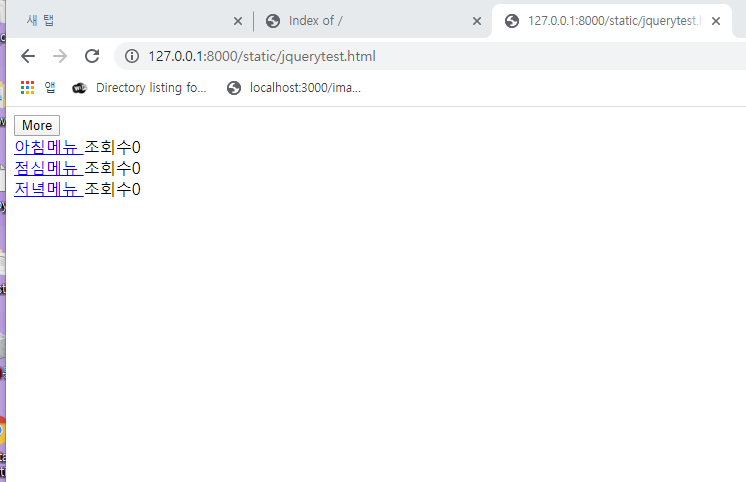 새 탭
Index of /
127.0.0.1:8000/static/jquerytest.h
127.0.0.1:8000/static/jquerytest.html
앱 Directory listing fo... localhost:3000/ima...
More
아침메뉴 조회수0
점심메뉴 조회수0
저녁메뉴 조회수0